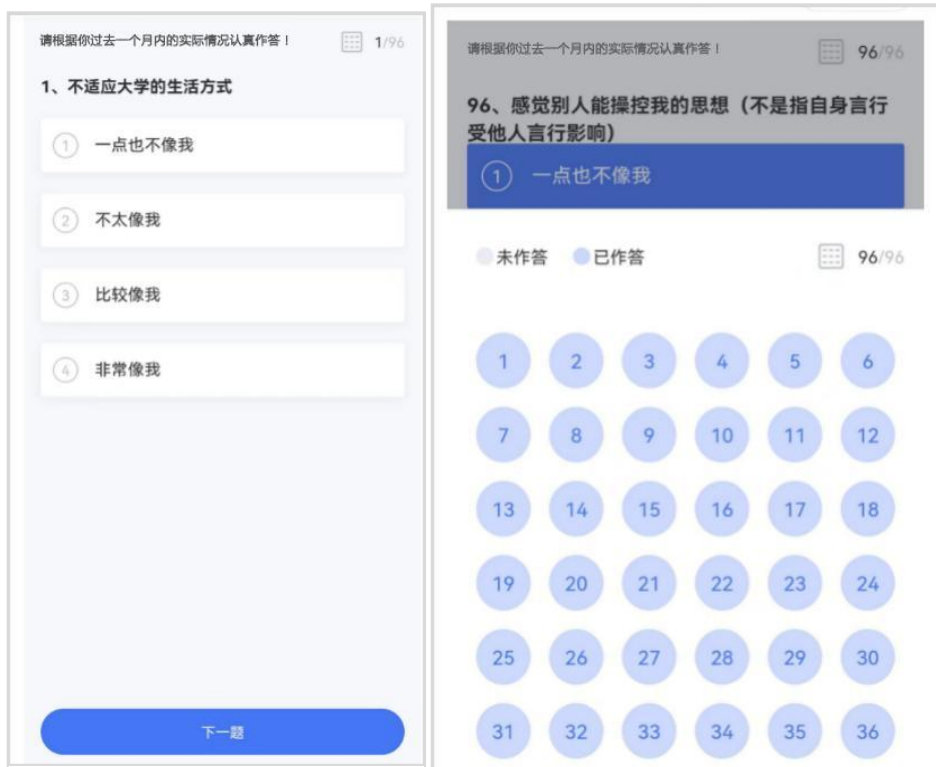 请根据你过去一个月内的实际情况认真作答！
1/96
1、不适应大学的生活方式
1 一点也不像我
2 不太像我
3 比较像我
4 非常像我
下一题
请根据你过去一个月内的实际情况认真作答！
96/96
96、感觉别人能操控我的思想（不是指自身言行
受他人言行影响）
1 一点也不像我
未作答 已作答 96/96
1 2 3 4 5 6
7 8 9 10 11 12
13 14 15 16 17 18
19 20 21 22 23 24
25 26 27 28 29 30
31 32 33 34 35 36